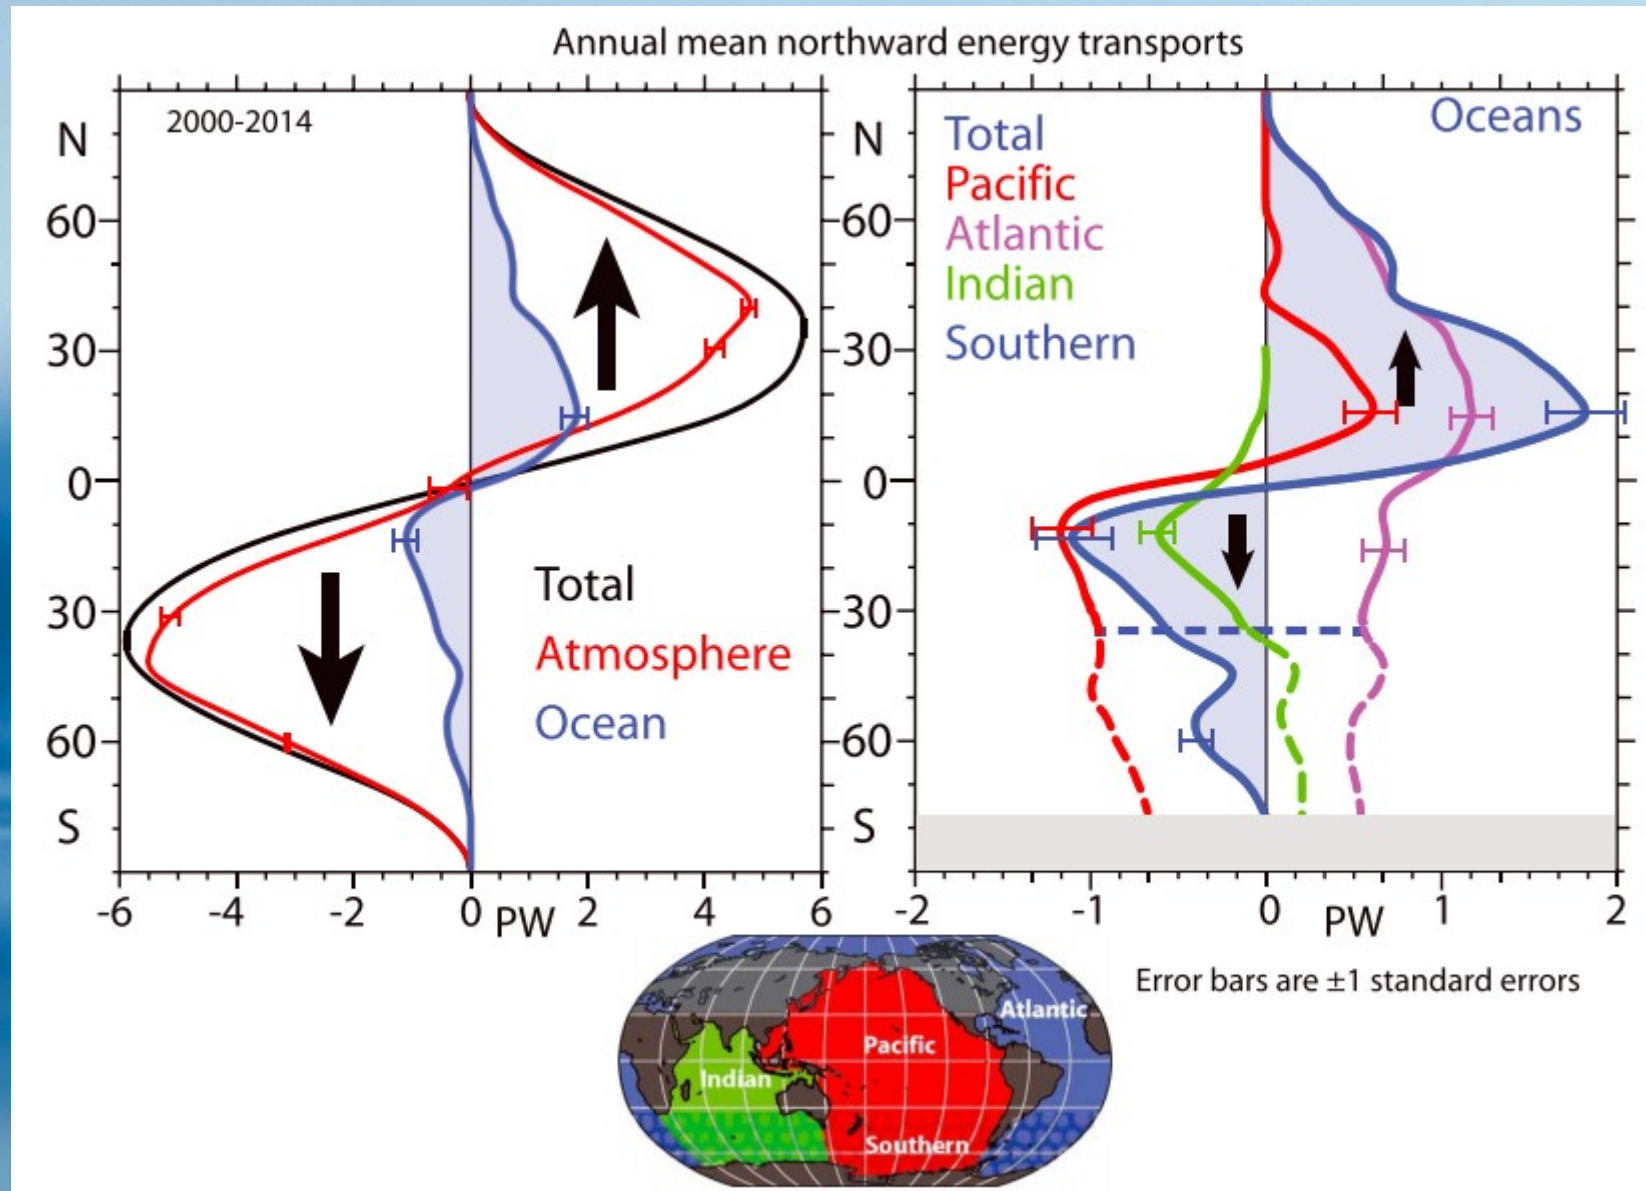 Annual mean northward energy transports
2000-2014
N
60
30
0
30
60
S
Total
Atmosphere
Ocean
-6 -4 -2 0 PW 2 4 6
Oceans
Total
Pacific
Atlantic
Indian
Southern
N
60
30
0
30
60
S
-2 -1 0 PW 1 2
Error bars are ±1 standard errors
Atlantic
Pacific
Indian
Southern